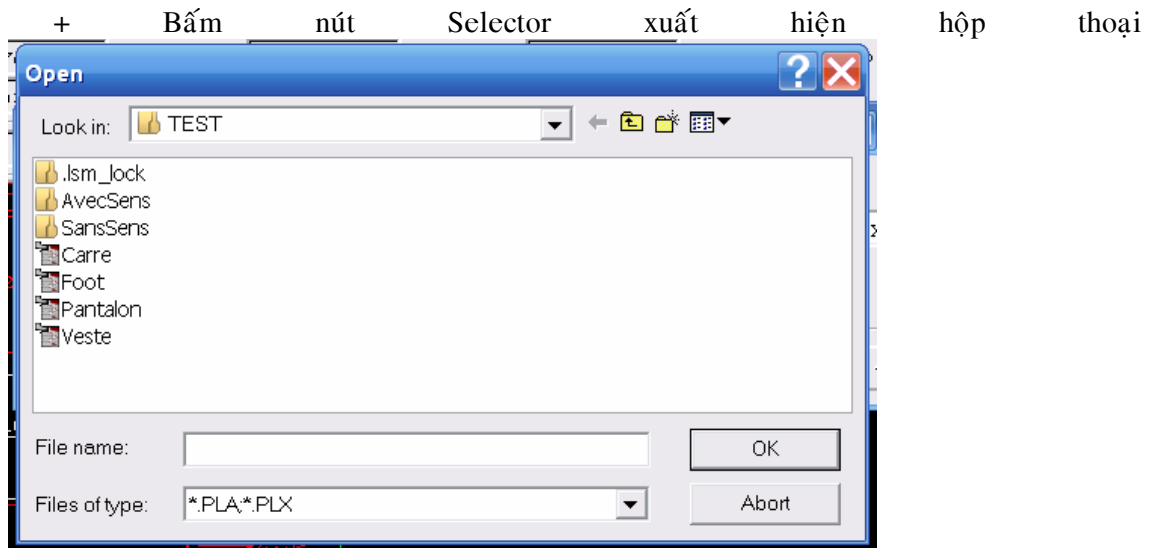 + Bấm nút Selector xuất hiện hộp thoại
Open
Look in: TEST
.lsm_lock
AvecSens
SansSens
Carre
Foot
Pantalon
Veste
File name: OK
Files of type: *.PLA;*.PLX Abort